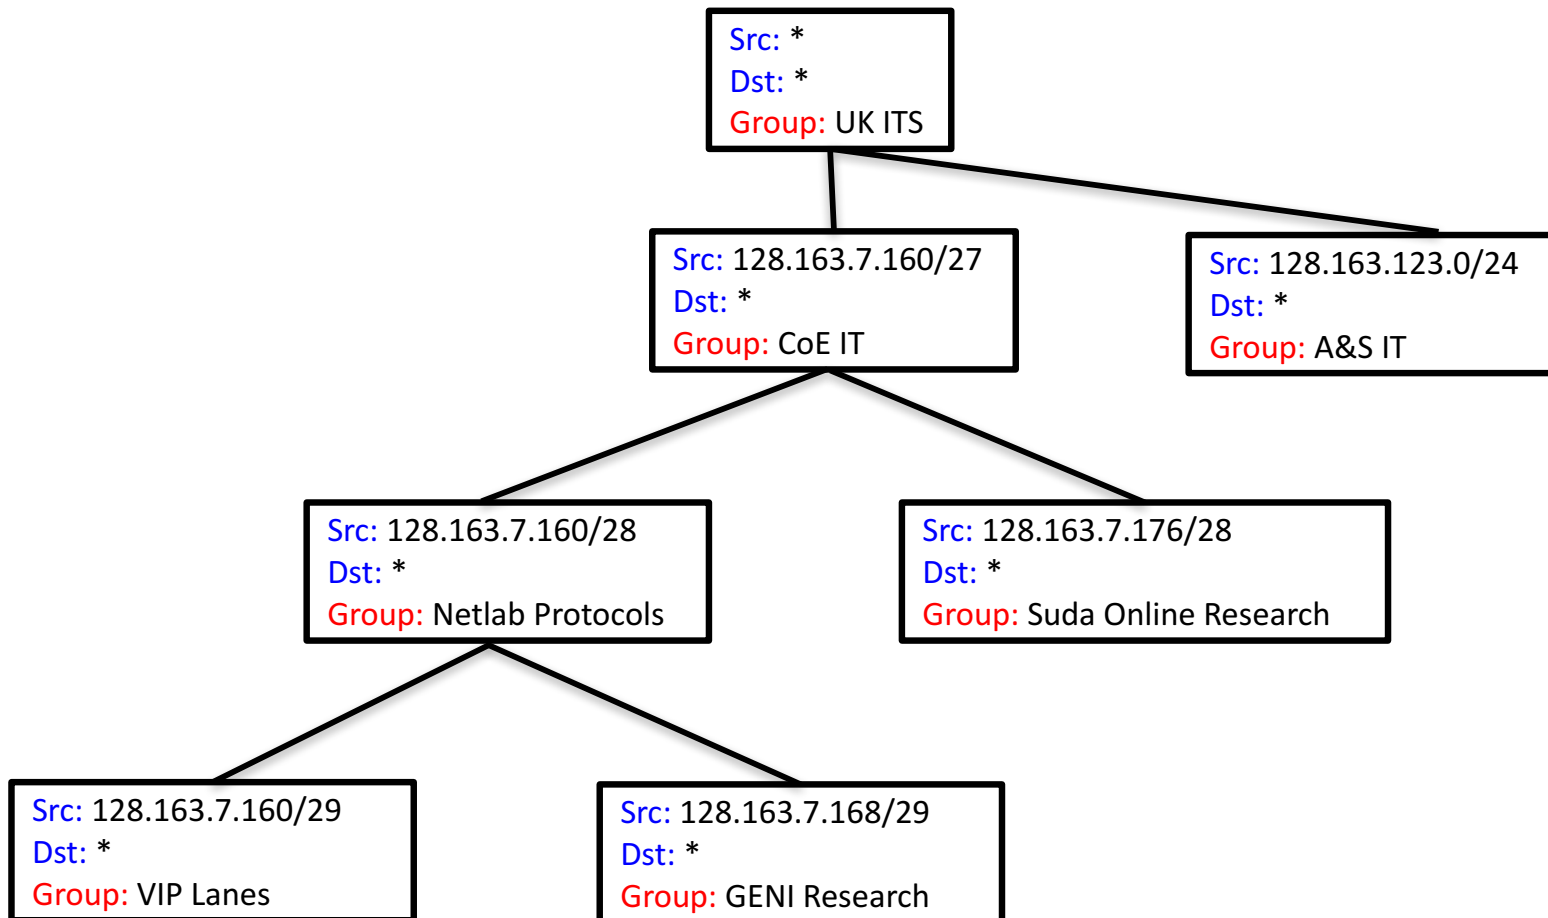 Src: *
Dst: *
Group: UK ITS
Src: 128.163.7.160/27
Dst: *
Group: CoE IT
Src: 128.163.123.0/24
Dst: *
Group: A&S IT
Src: 128.163.7.160/28
Dst: *
Group: Netlab Protocols
Src: 128.163.7.176/28
Dst: *
Group: Suda Online Research
Src: 128.163.7.160/29
Dst: *
Group: VIP Lanes
Src: 128.163.7.168/29
Dst: *
Group: GENI Research